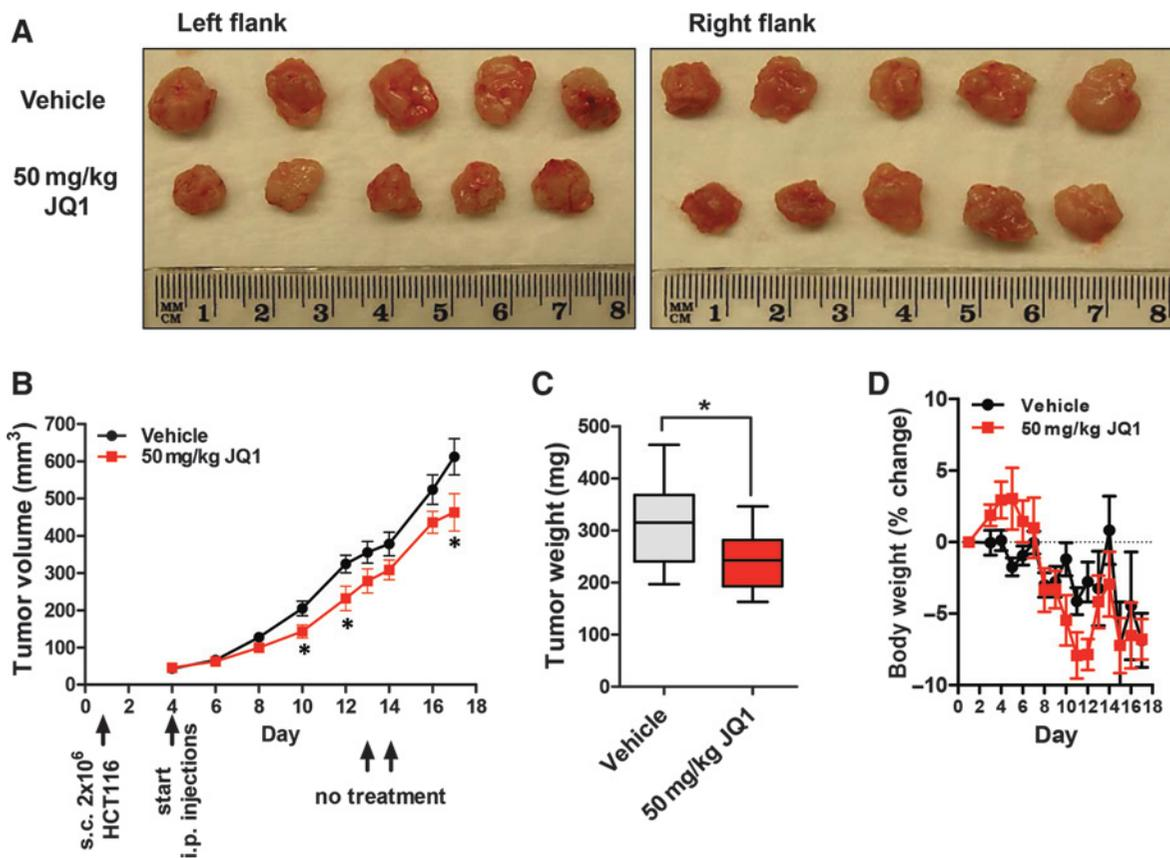 A
Left flank
Right flank
Vehicle
50 mg/kg
JQ1
MM
CM
1 2 3 4 5 6 7 8
MM
CM
1 2 3 4 5 6 7 8
B
Tumor volume (mm³)
700
600
500
400
300
200
100
0
Vehicle
50 mg/kg JQ1
*
*
*
0 2 4 6 8 10 12 14 16 18
Day
s.c. 2x10⁶
HCT116
start
i.p. injections
no treatment
C
Tumor weight (mg)
500
400
300
200
100
0
*
Vehicle
50 mg/kg JQ1
D
Body weight (% change)
10
5
0
−5
−10
Vehicle
50 mg/kg JQ1
0 2 4 6 8 10 12 14 16 18
Day